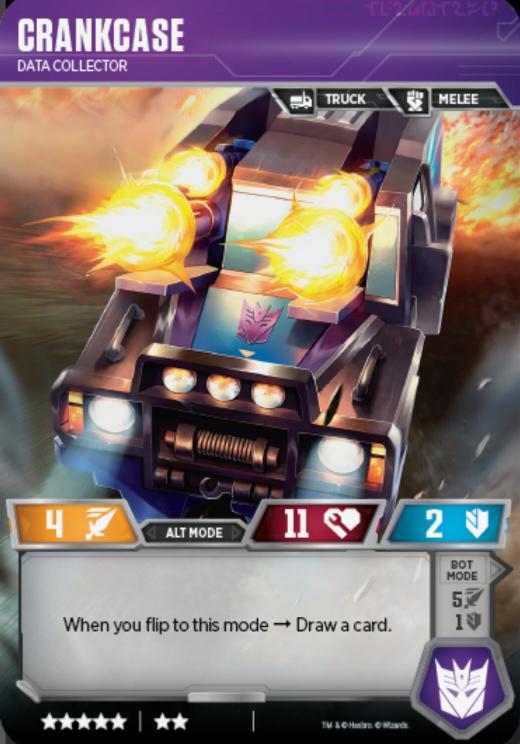 CRANKCASE
DATA COLLECTOR
TRUCK MELEE
4 ALT MODE 11 2
BOT
MODE
5
1
When you flip to this mode → Draw a card.
TM & © Hasbro. © Wizards.